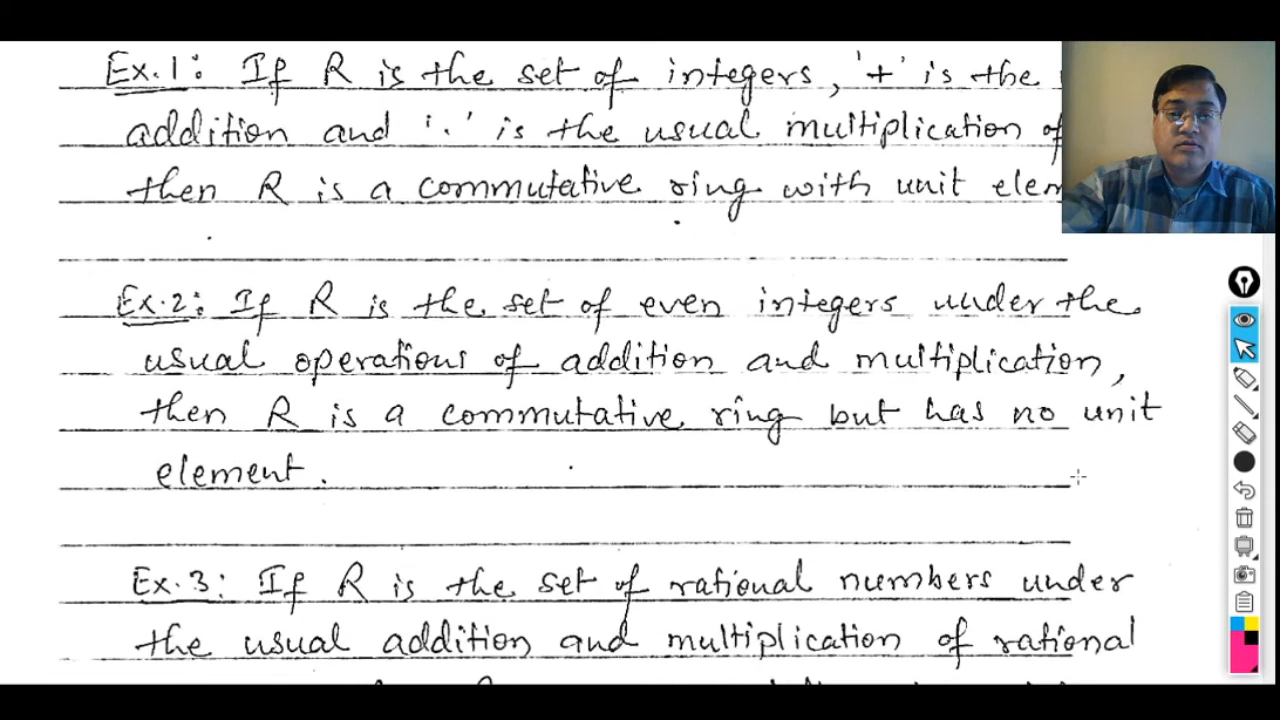 Ex.1: If R is the set of integers, '+' is the
addition and '.' is the usual multiplication of
then R is a commutative ring with unit elem
Ex.2: If R is the set of even integers under the
usual operations of addition and multiplication,
then R is a commutative ring but has no unit
element.
Ex.3: If R is the set of rational numbers under
the usual addition and multiplication of rational